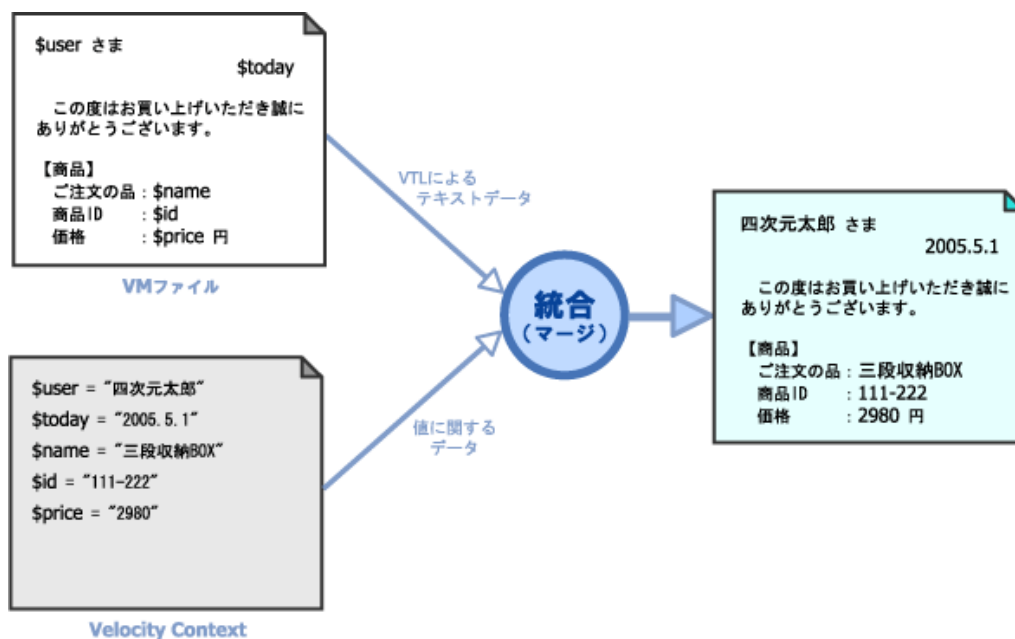 $user さま
$today
この度はお買い上げいただき誠に
ありがとうございます。
【商品】
ご注文の品：$name
商品ID　　：$id
価格　　　：$price 円
VMファイル
$user = "四次元太郎"
$today = "2005.5.1"
$name = "三段収納BOX"
$id = "111-222"
$price = "2980"
Velocity Context
VTLによる
テキストデータ
値に関する
データ
統合
（マージ）
四次元太郎 さま
2005.5.1
この度はお買い上げいただき誠に
ありがとうございます。
【商品】
ご注文の品：三段収納BOX
商品ID　　：111-222
価格　　　：2980 円